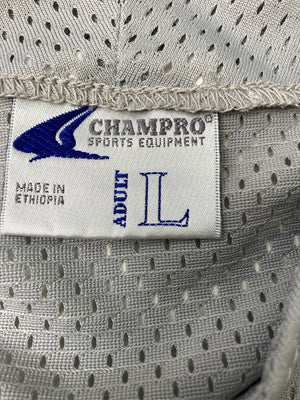 CHAMPRO®
SPORTS EQUIPMENT
MADE IN
ETHIOPIA
ADULT
L